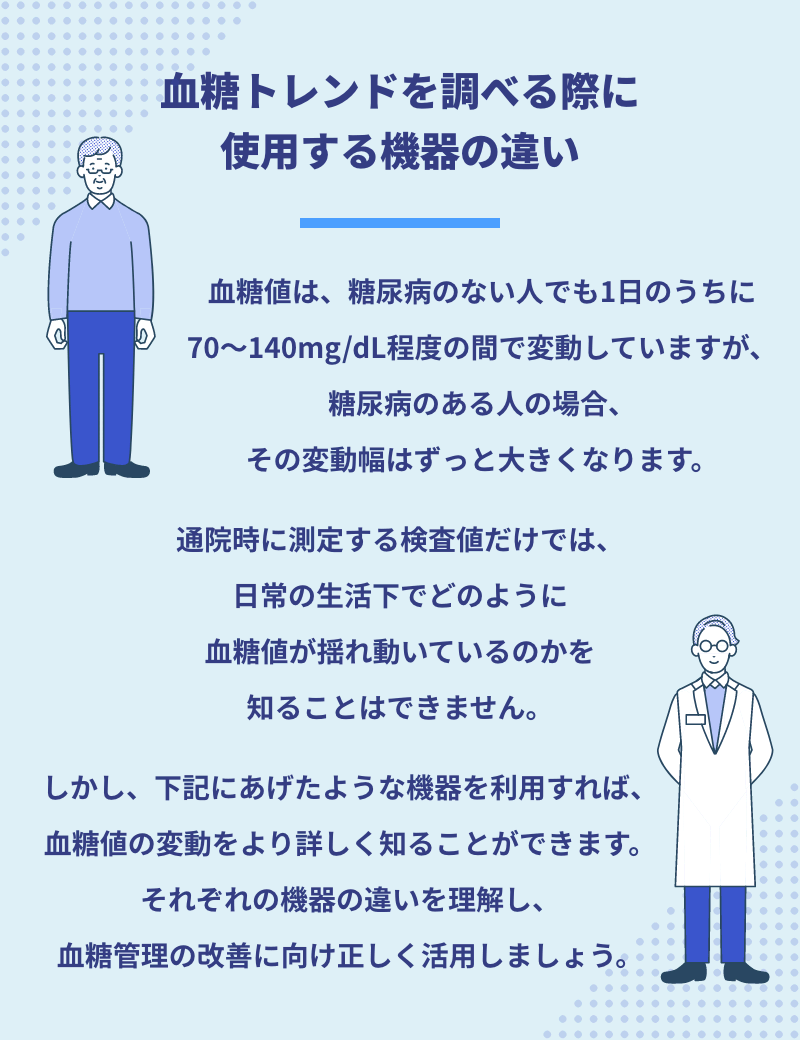 血糖トレンドを調べる際に
使用する機器の違い
血糖値は、糖尿病のない人でも1日のうちに
70～140mg/dL程度の間で変動していますが、
糖尿病のある人の場合、
その変動幅はずっと大きくなります。
通院時に測定する検査値だけでは、
日常の生活下でどのように
血糖値が揺れ動いているのかを
知ることはできません。
しかし、下記にあげたような機器を利用すれば、
血糖値の変動をより詳しく知ることができます。
それぞれの機器の違いを理解し、
血糖管理の改善に向け正しく活用しましょう。